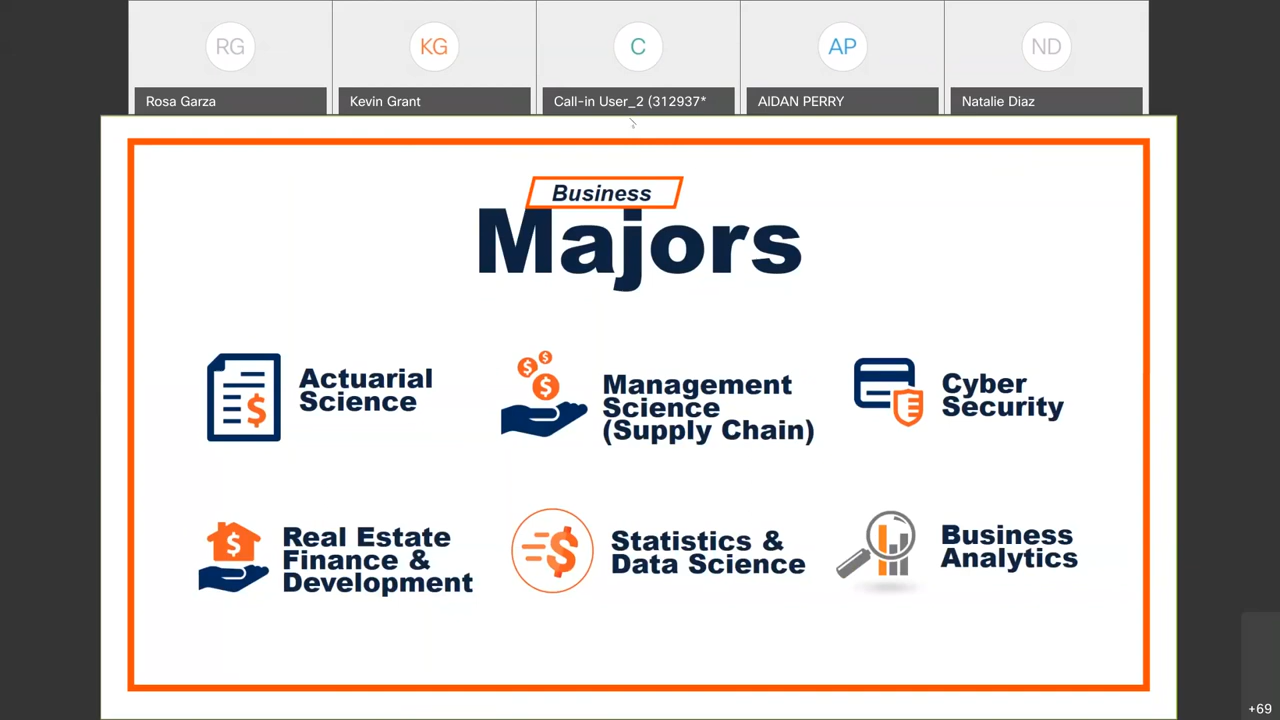 RG
KG
C
AP
ND
Rosa Garza
Kevin Grant
Call-in User_2 (312937*
AIDAN PERRY
Natalie Diaz
Business
Majors
Actuarial
Science
$
Management
Science
(Supply Chain)
$
$
$
Cyber
Security
Real Estate
Finance &
Development
$
Statistics &
Data Science
$
Business
Analytics
+69